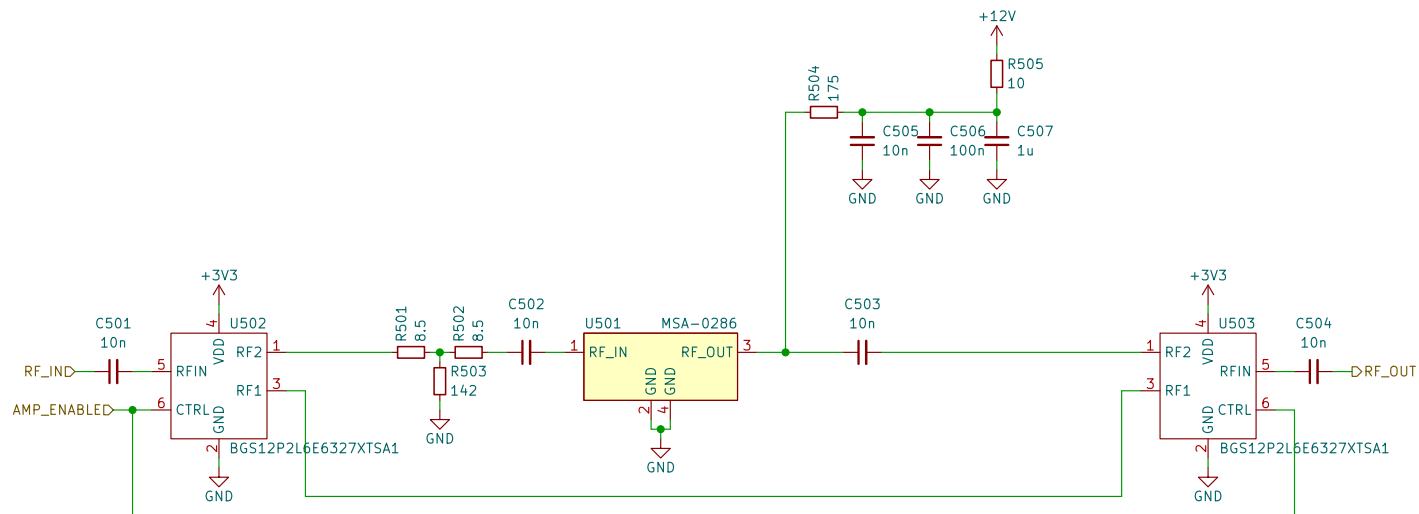 +12V
R505
10
R504
175
C505
10n
C506
100n
C507
1u
GND
GND
GND
+3V3
+3V3
C501
10n
U502
4
VDD
RF2
1
RFIN
5
RF1
3
CTRL
6
GND
2
BGS12P2L6E6327XTSA1
GND
RF_IN
AMP_ENABLE
R501
8.5
R502
8.5
R503
142
GND
C502
10n
U501
MSA-0286
1
RF_IN
RF_OUT
3
GND
GND
2
4
GND
C503
10n
U503
4
VDD
1
RF2
RFIN
5
3
RF1
CTRL
6
GND
2
BGS12P2L6E6327XTSA1
GND
C504
10n
RF_OUT